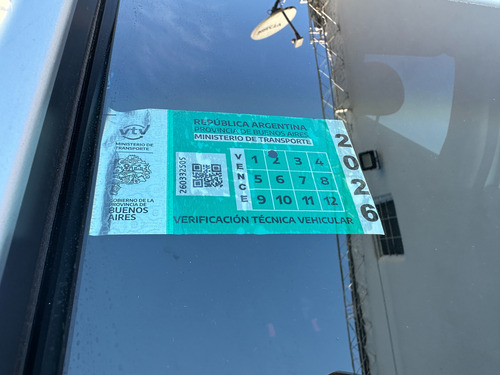 vtv
MINISTERIO DE
TRANSPORTE
GOBIERNO DE LA
PROVINCIA DE
BUENOS
AIRES
260332505
REPÚBLICA ARGENTINA
PROVINCIA DE BUENOS AIRES
MINISTERIO DE TRANSPORTE
VENCE
1 2 3 4
5 6 7 8
9 10 11 12
VERIFICACIÓN TÉCNICA VEHICULAR
2026